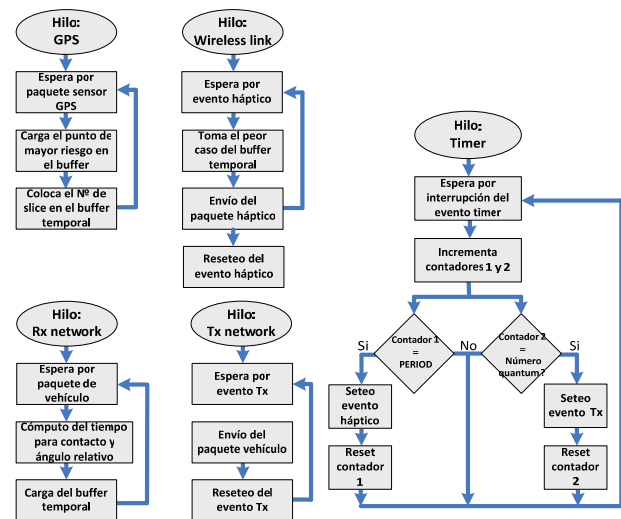 Hilo:
GPS
Espera por
paquete sensor
GPS
Carga el punto de
mayor riesgo en
el buffer
Coloca el Nº de
slice en el buffer
temporal
Hilo:
Wireless link
Espera por
evento háptico
Toma el peor
caso del buffer
temporal
Envío del
paquete háptico
Reseteo del
evento háptico
Hilo:
Rx network
Espera por
paquete de
vehículo
Cómputo del tiempo
para contacto y
ángulo relativo
Carga del buffer
temporal
Hilo:
Tx network
Espera por
evento Tx
Envío del
paquete vehículo
Reseteo del
evento Tx
Hilo:
Timer
Espera por
interrupción del
evento timer
Incrementa
contadores 1 y 2
Contador 1
=
PERIOD
Contador 2
=
Número
quantum?
Si
No
Si
Seteo
evento
háptico
Reset
contador
1
Seteo
evento Tx
Reset
contador
2